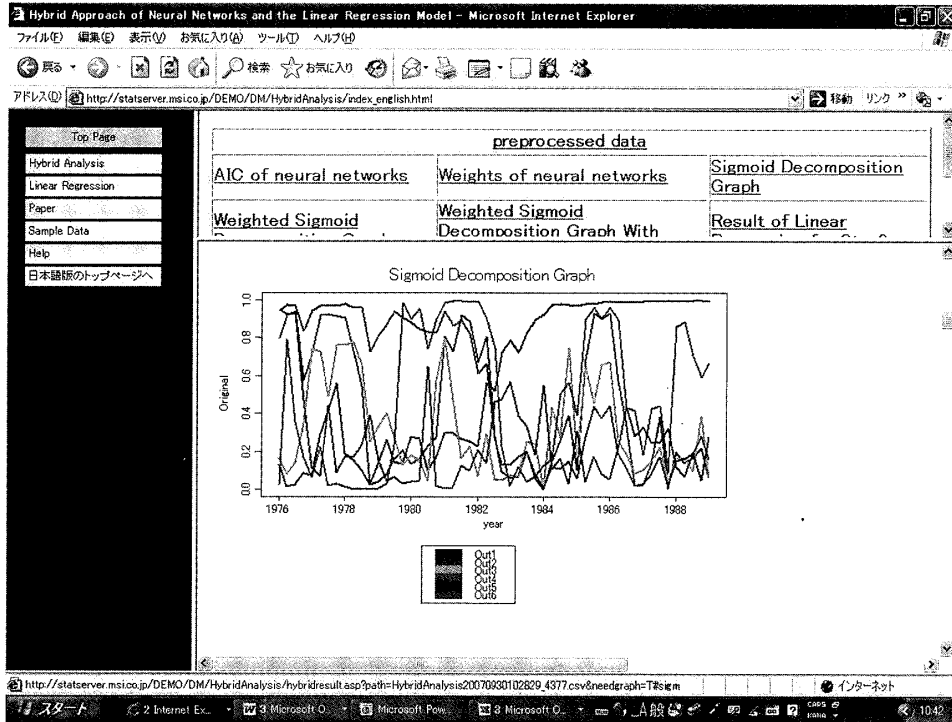 Hybrid Approach of Neural Networks and the Linear Regression Model - Microsoft Internet Explorer
ファイル(F) 編集(E) 表示(V) お気に入り(A) ツール(T) ヘルプ(H)
戻る 検索 お気に入り
アドレス(D) http://statserver.msi.co.jp/DEMO/DM/HybridAnalysis/index_english.html 移動 リンク »
Top Page
Hybrid Analysis
Linear Regression
Paper
Sample Data
Help
日本語版のトップページへ
preprocessed data
AIC of neural networks Weights of neural networks Sigmoid Decomposition Graph
Weighted Sigmoid Weighted Sigmoid Decomposition Graph With Result of Linear
Sigmoid Decomposition Graph
Original
1.0
0.8
0.6
0.4
0.2
0.0
1976 1978 1980 1982 1984 1986 1988
year
Out1
Out2
Out3
Out4
Out5
Out6
http://statserver.msi.co.jp/DEMO/DM/HybridAnalysis/hybridresult.asp?path=HybridAnalysis20070930102829_4377.csv&needgraph=T#sigm インターネット
スタート 2 Internet Ex... 3 Microsoft O... Microsoft Pow... 3 Microsoft O... A般 CAPS KANA